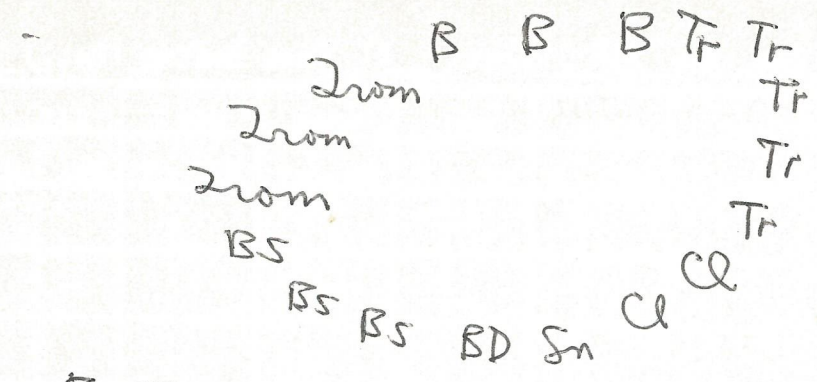 B B B Tr Tr
Trom Tr
Trom
Tr
Trom
Tr
BS
Cl
BS Cl
BS BD Sn